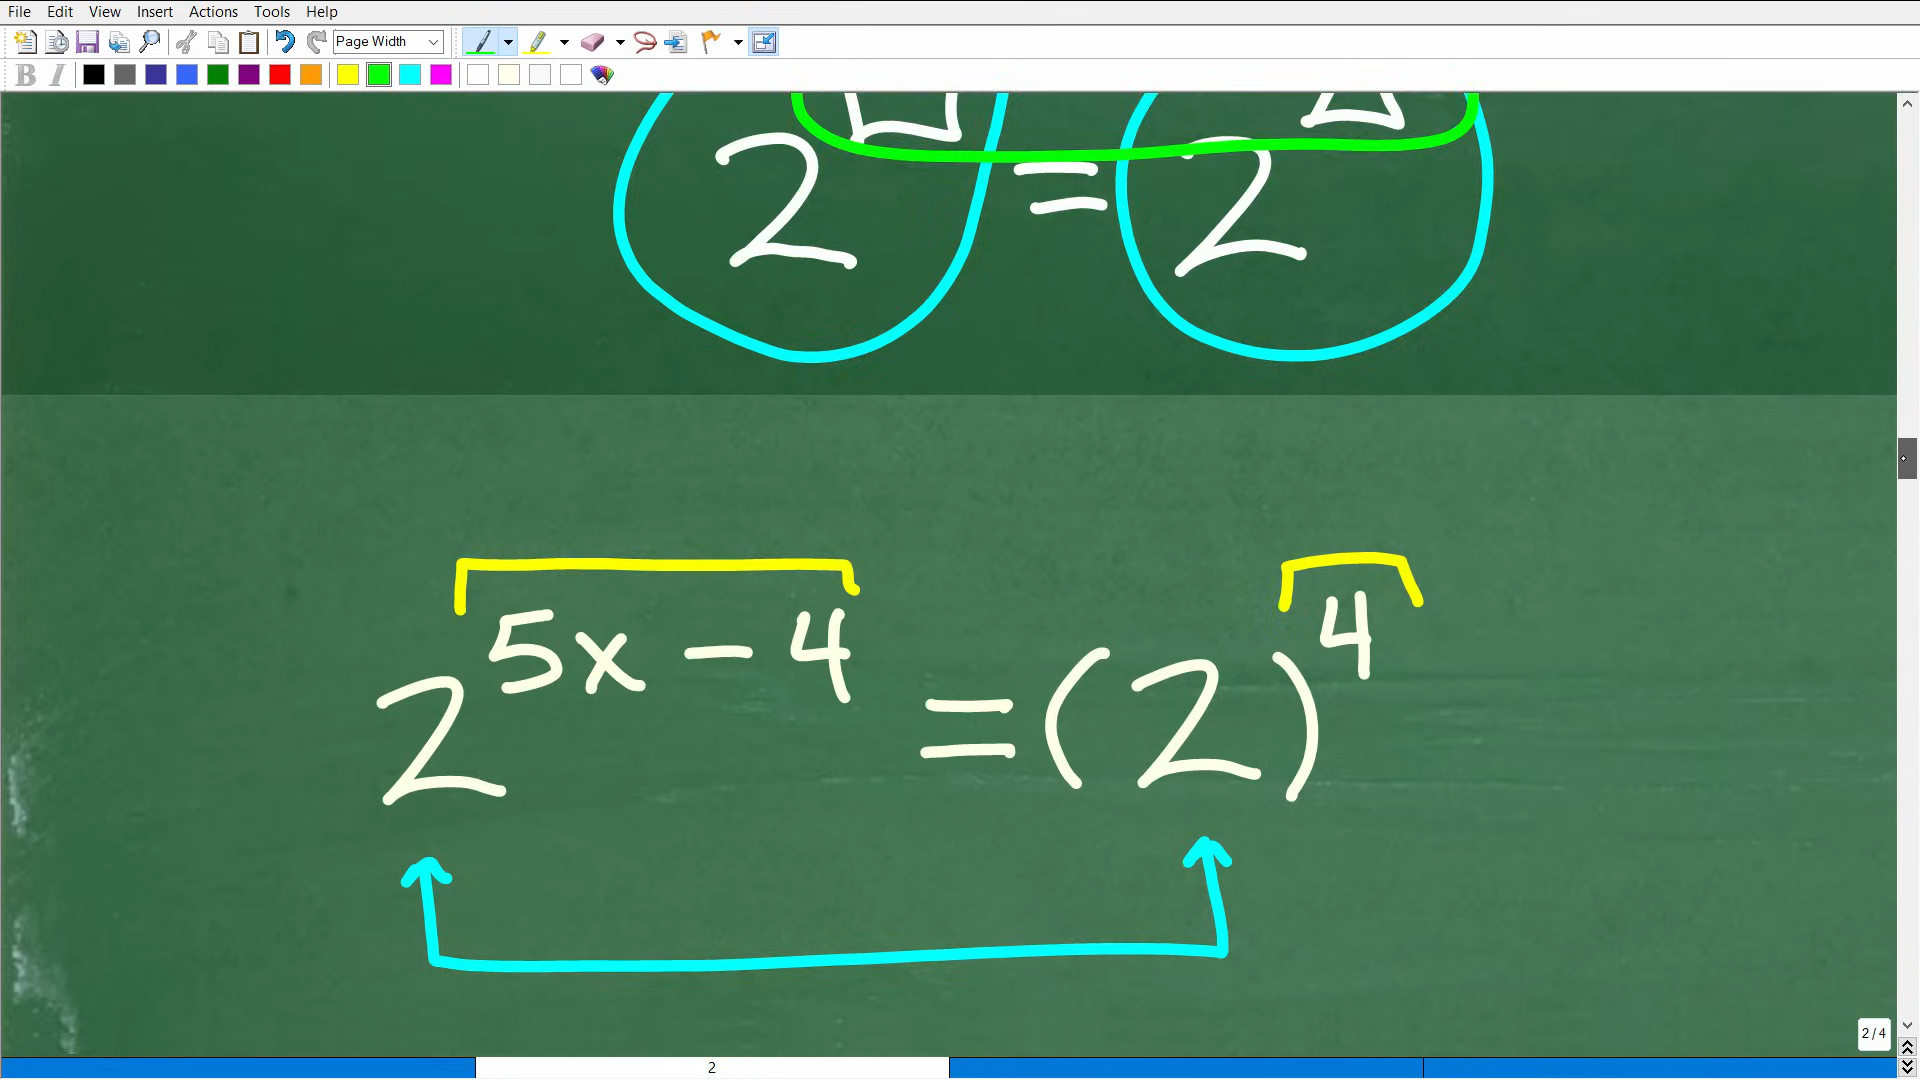 File Edit View Insert Actions Tools Help
Page Width
B I
2□ = 2△
2^{5x - 4} = (2)^4
2 / 4
2